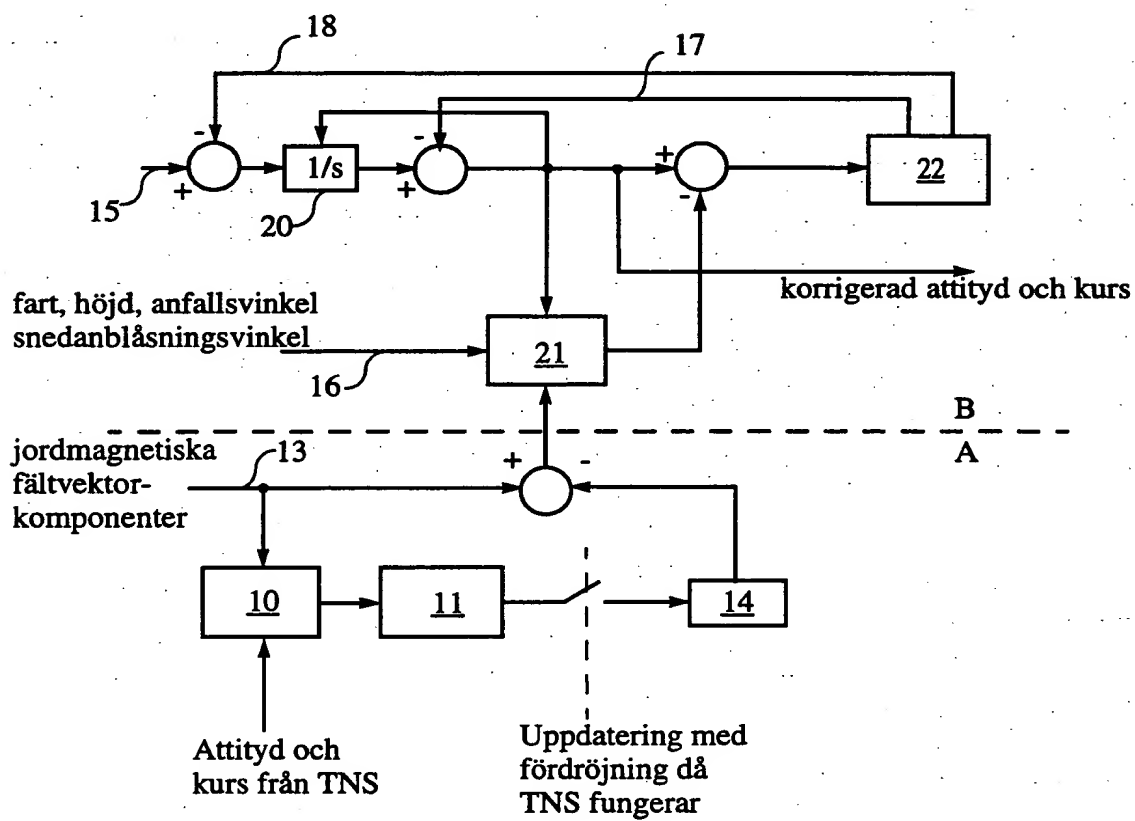 18
17
-
-
+
1/s
+
+
-
22
15
20
korrigerad attityd och kurs
fart, höjd, anfallsvinkel
snedanblåsningsvinkel
21
16
B
A
jordmagnetiska
fältvektor-
komponenter
13
+
-
10
11
14
Attityd och
kurs från TNS
Uppdatering med
fördröjning då
TNS fungerar